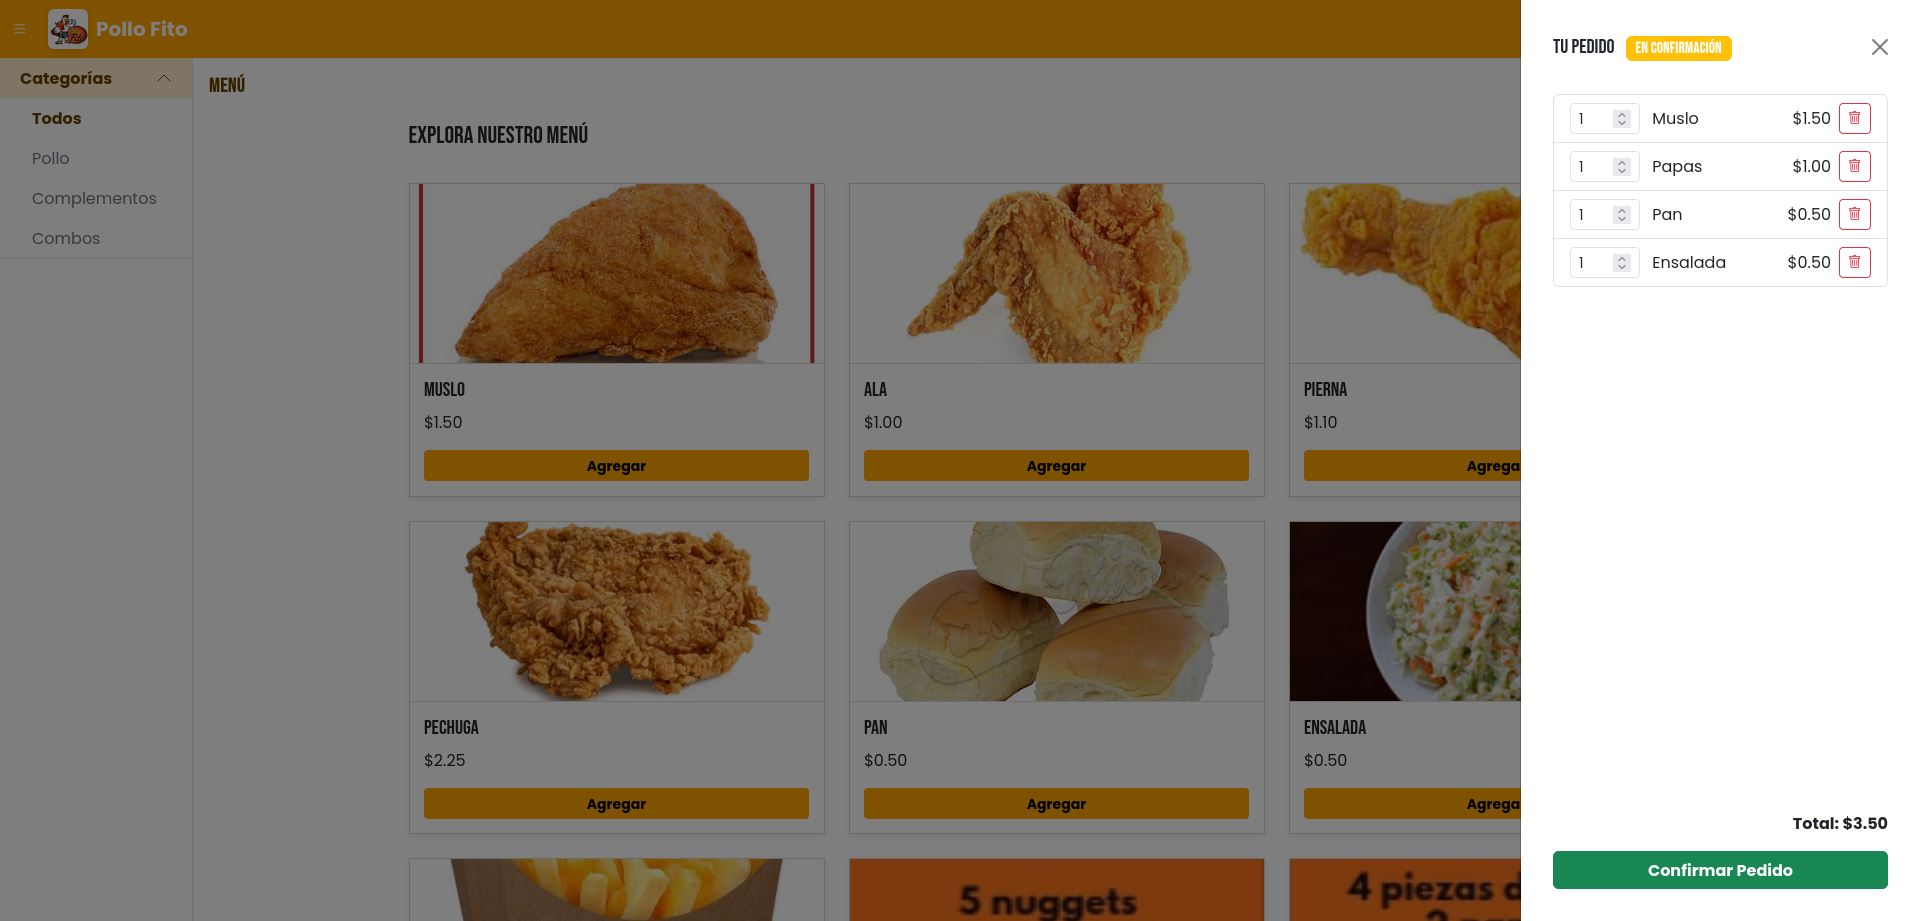 Pollo Fito
Categorías
Todos
Pollo
Complementos
Combos
MENÚ
EXPLORA NUESTRO MENÚ
MUSLO
$1.50
Agregar
ALA
$1.00
Agregar
PIERNA
$1.10
Agrega
PECHUGA
$2.25
Agregar
PAN
$0.50
Agregar
ENSALADA
$0.50
Agrega
5 nuggets
4 piezas d
TU PEDIDO EN CONFIRMACIÓN
1 Muslo $1.50
1 Papas $1.00
1 Pan $0.50
1 Ensalada $0.50
Total: $3.50
Confirmar Pedido